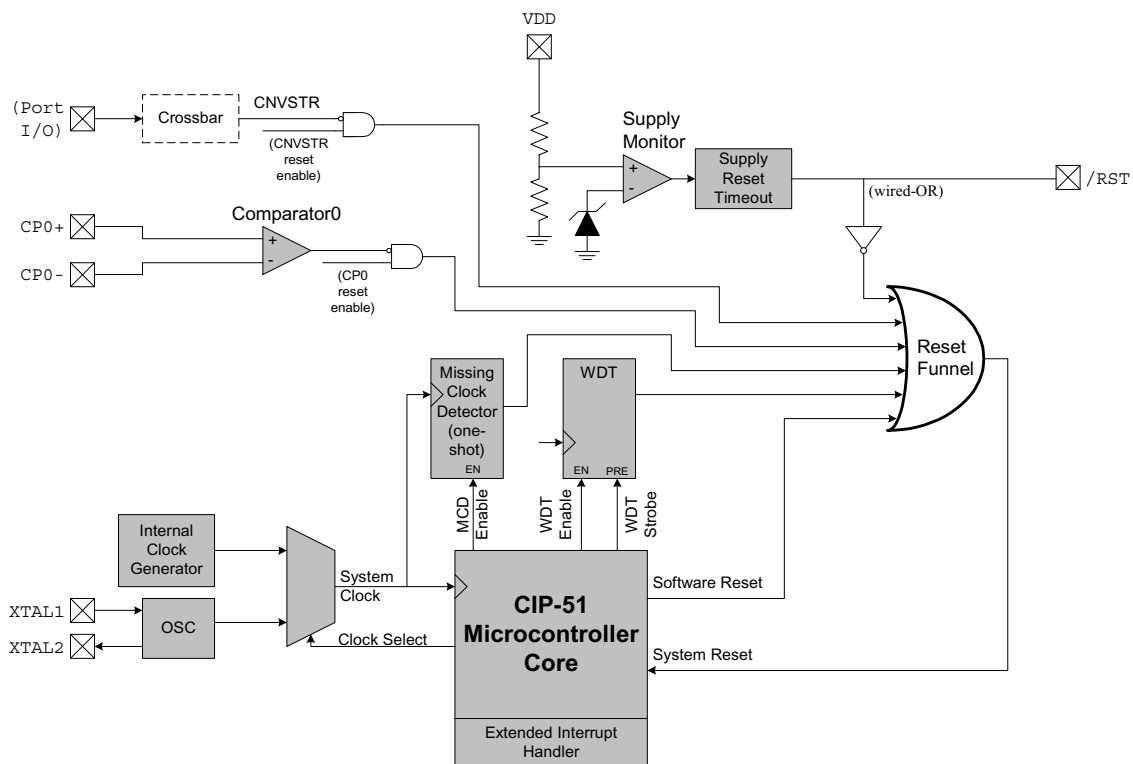 VDD
(Port
I/O)
Crossbar
CNVSTR
(CNVSTR
reset
enable)
Supply
Monitor
+
-
Supply
Reset
Timeout
(wired-OR)
/RST
CP0+
CP0-
Comparator0
+
-
(CP0
reset
enable)
Reset
Funnel
Missing
Clock
Detector
(one-
shot)
EN
WDT
EN
PRE
MCD
Enable
WDT
Enable
WDT
Strobe
Internal
Clock
Generator
System
Clock
XTAL1
XTAL2
OSC
Clock Select
CIP-51
Microcontroller
Core
Software Reset
System Reset
Extended Interrupt
Handler